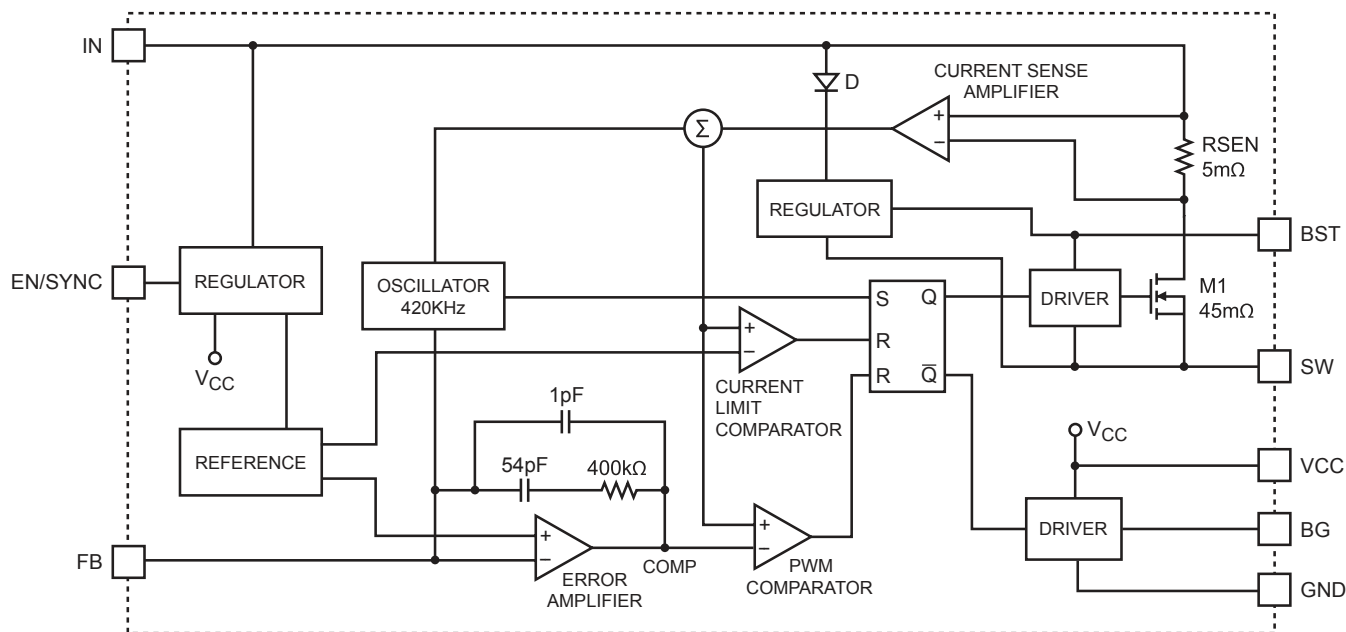 IN
D
CURRENT SENSE
AMPLIFIER
+
−
Σ
RSEN
5mΩ
REGULATOR
BST
EN/SYNC
REGULATOR
OSCILLATOR
420KHz
S
Q
R
R
Q̅
DRIVER
M1
45mΩ
+
−
SW
VCC
CURRENT
LIMIT
COMPARATOR
1pF
REFERENCE
54pF
400kΩ
VCC
VCC
+
−
ERROR
AMPLIFIER
COMP
+
−
PWM
COMPARATOR
DRIVER
BG
FB
GND